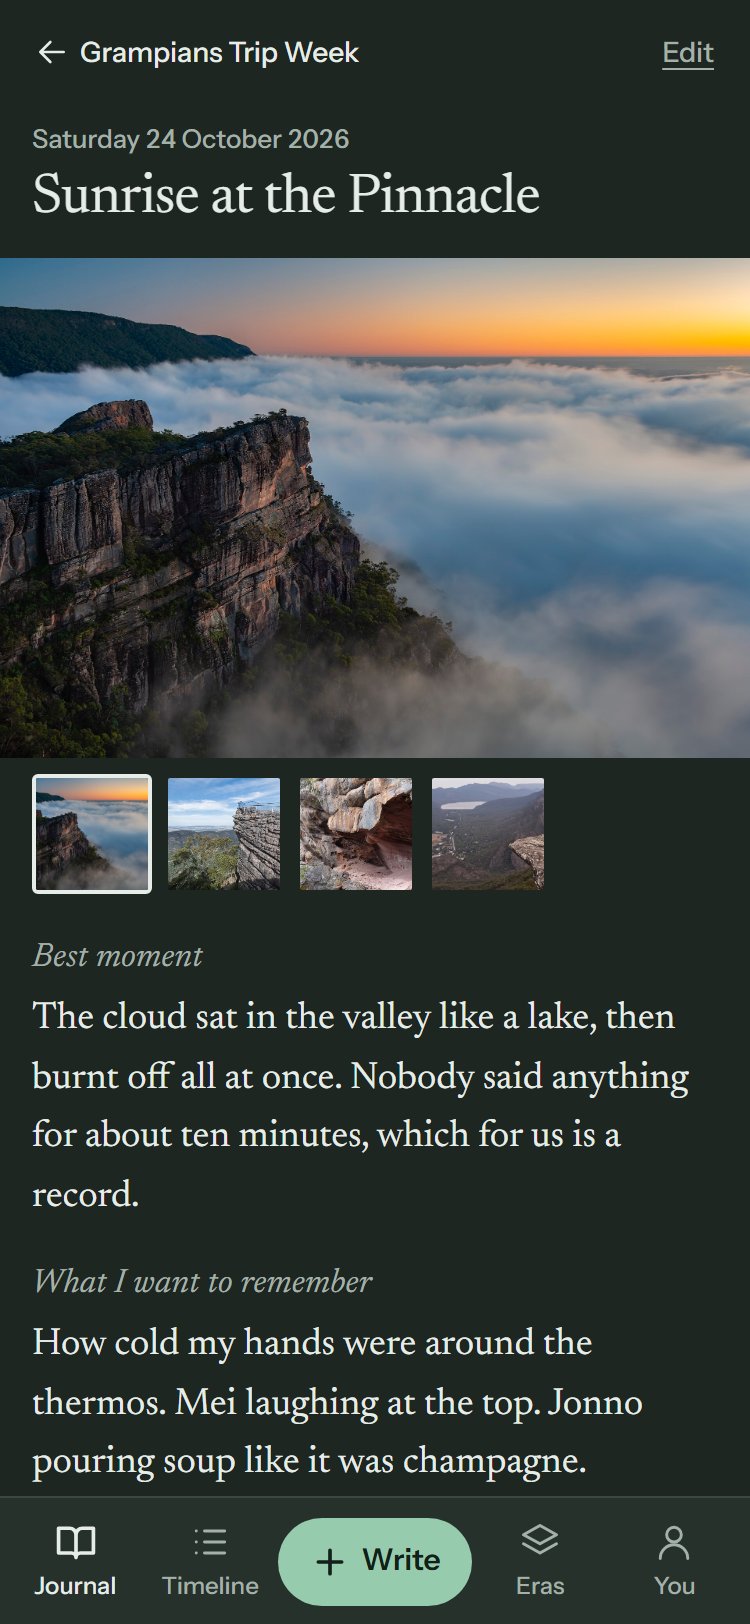 Grampians Trip Week
Edit
Saturday 24 October 2026
Sunrise at the Pinnacle
Best moment
The cloud sat in the valley like a lake, then
burnt off all at once. Nobody said anything
for about ten minutes, which for us is a
record.
What I want to remember
How cold my hands were around the
thermos. Mei laughing at the top. Jonno
pouring soup like it was champagne.
Journal
Timeline
Write
Eras
You